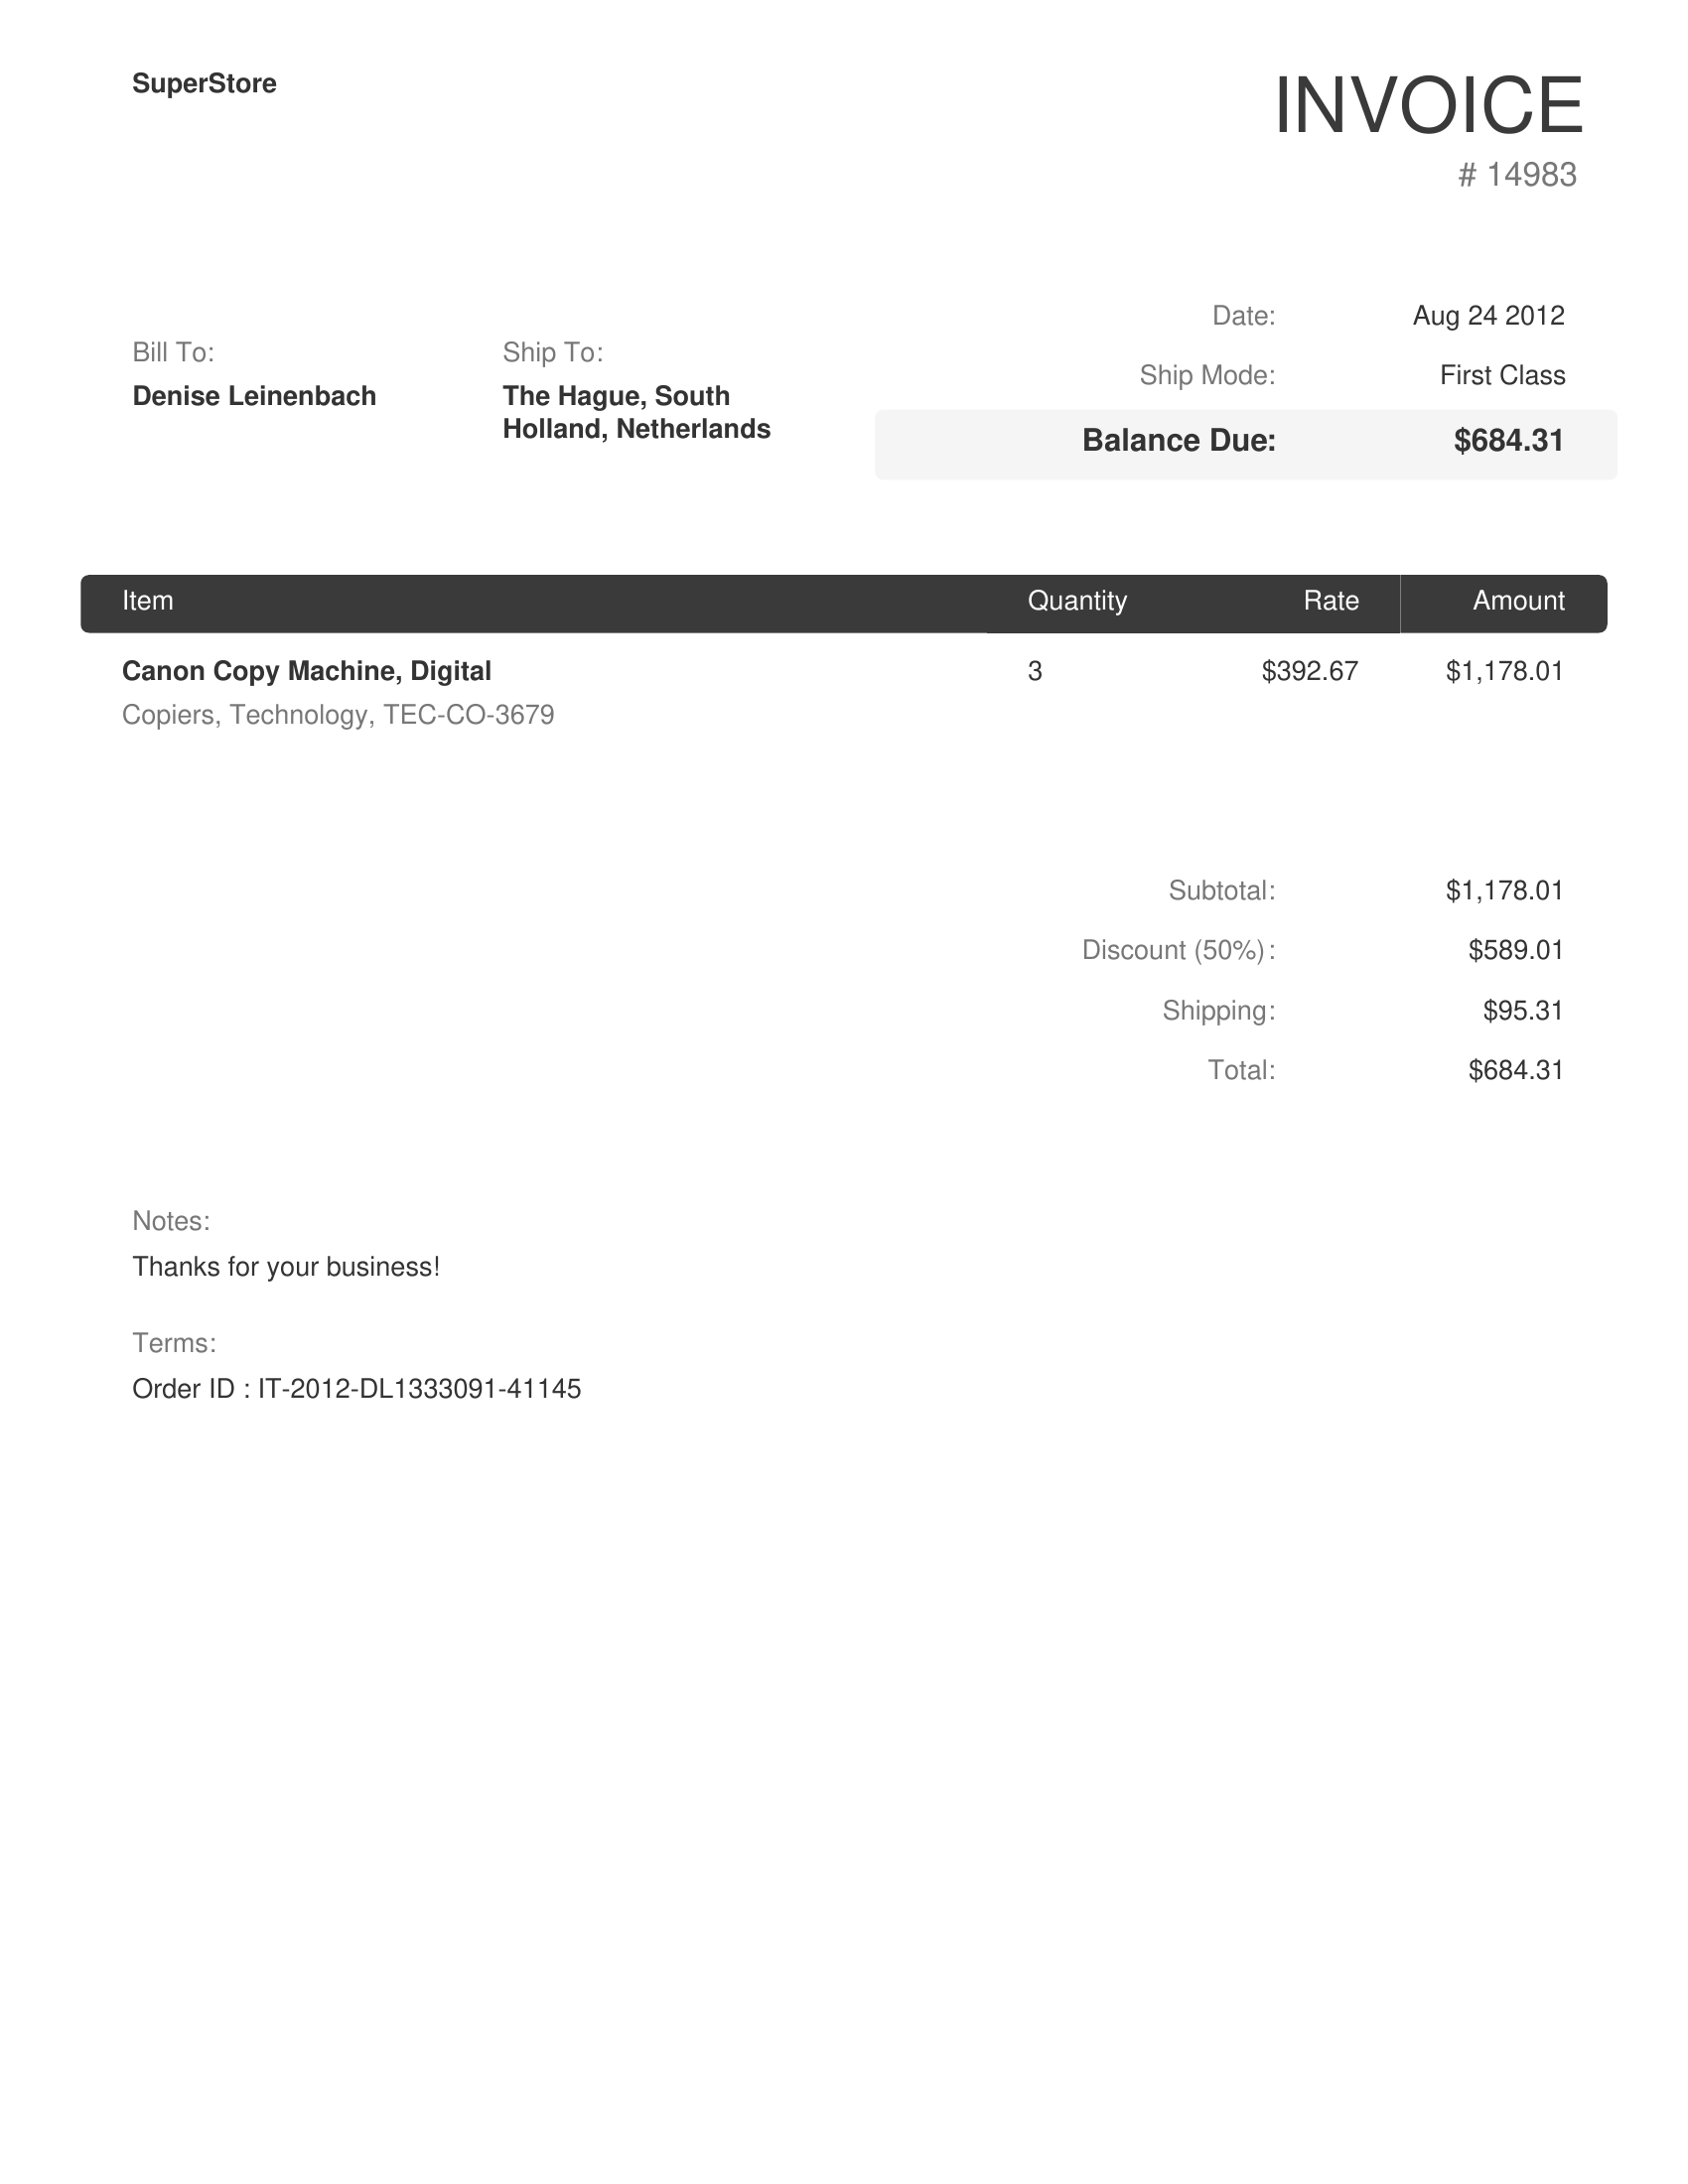 SuperStore
INVOICE
# 14983
Date: Aug 24 2012
Ship Mode: First Class
Balance Due: $684.31
Bill To:
Denise Leinenbach
Ship To:
The Hague, South
Holland, Netherlands
Item Quantity Rate Amount
Canon Copy Machine, Digital 3 $392.67 $1,178.01
Copiers, Technology, TEC-CO-3679
Subtotal: $1,178.01
Discount (50%): $589.01
Shipping: $95.31
Total: $684.31
Notes:
Thanks for your business!
Terms:
Order ID : IT-2012-DL1333091-41145